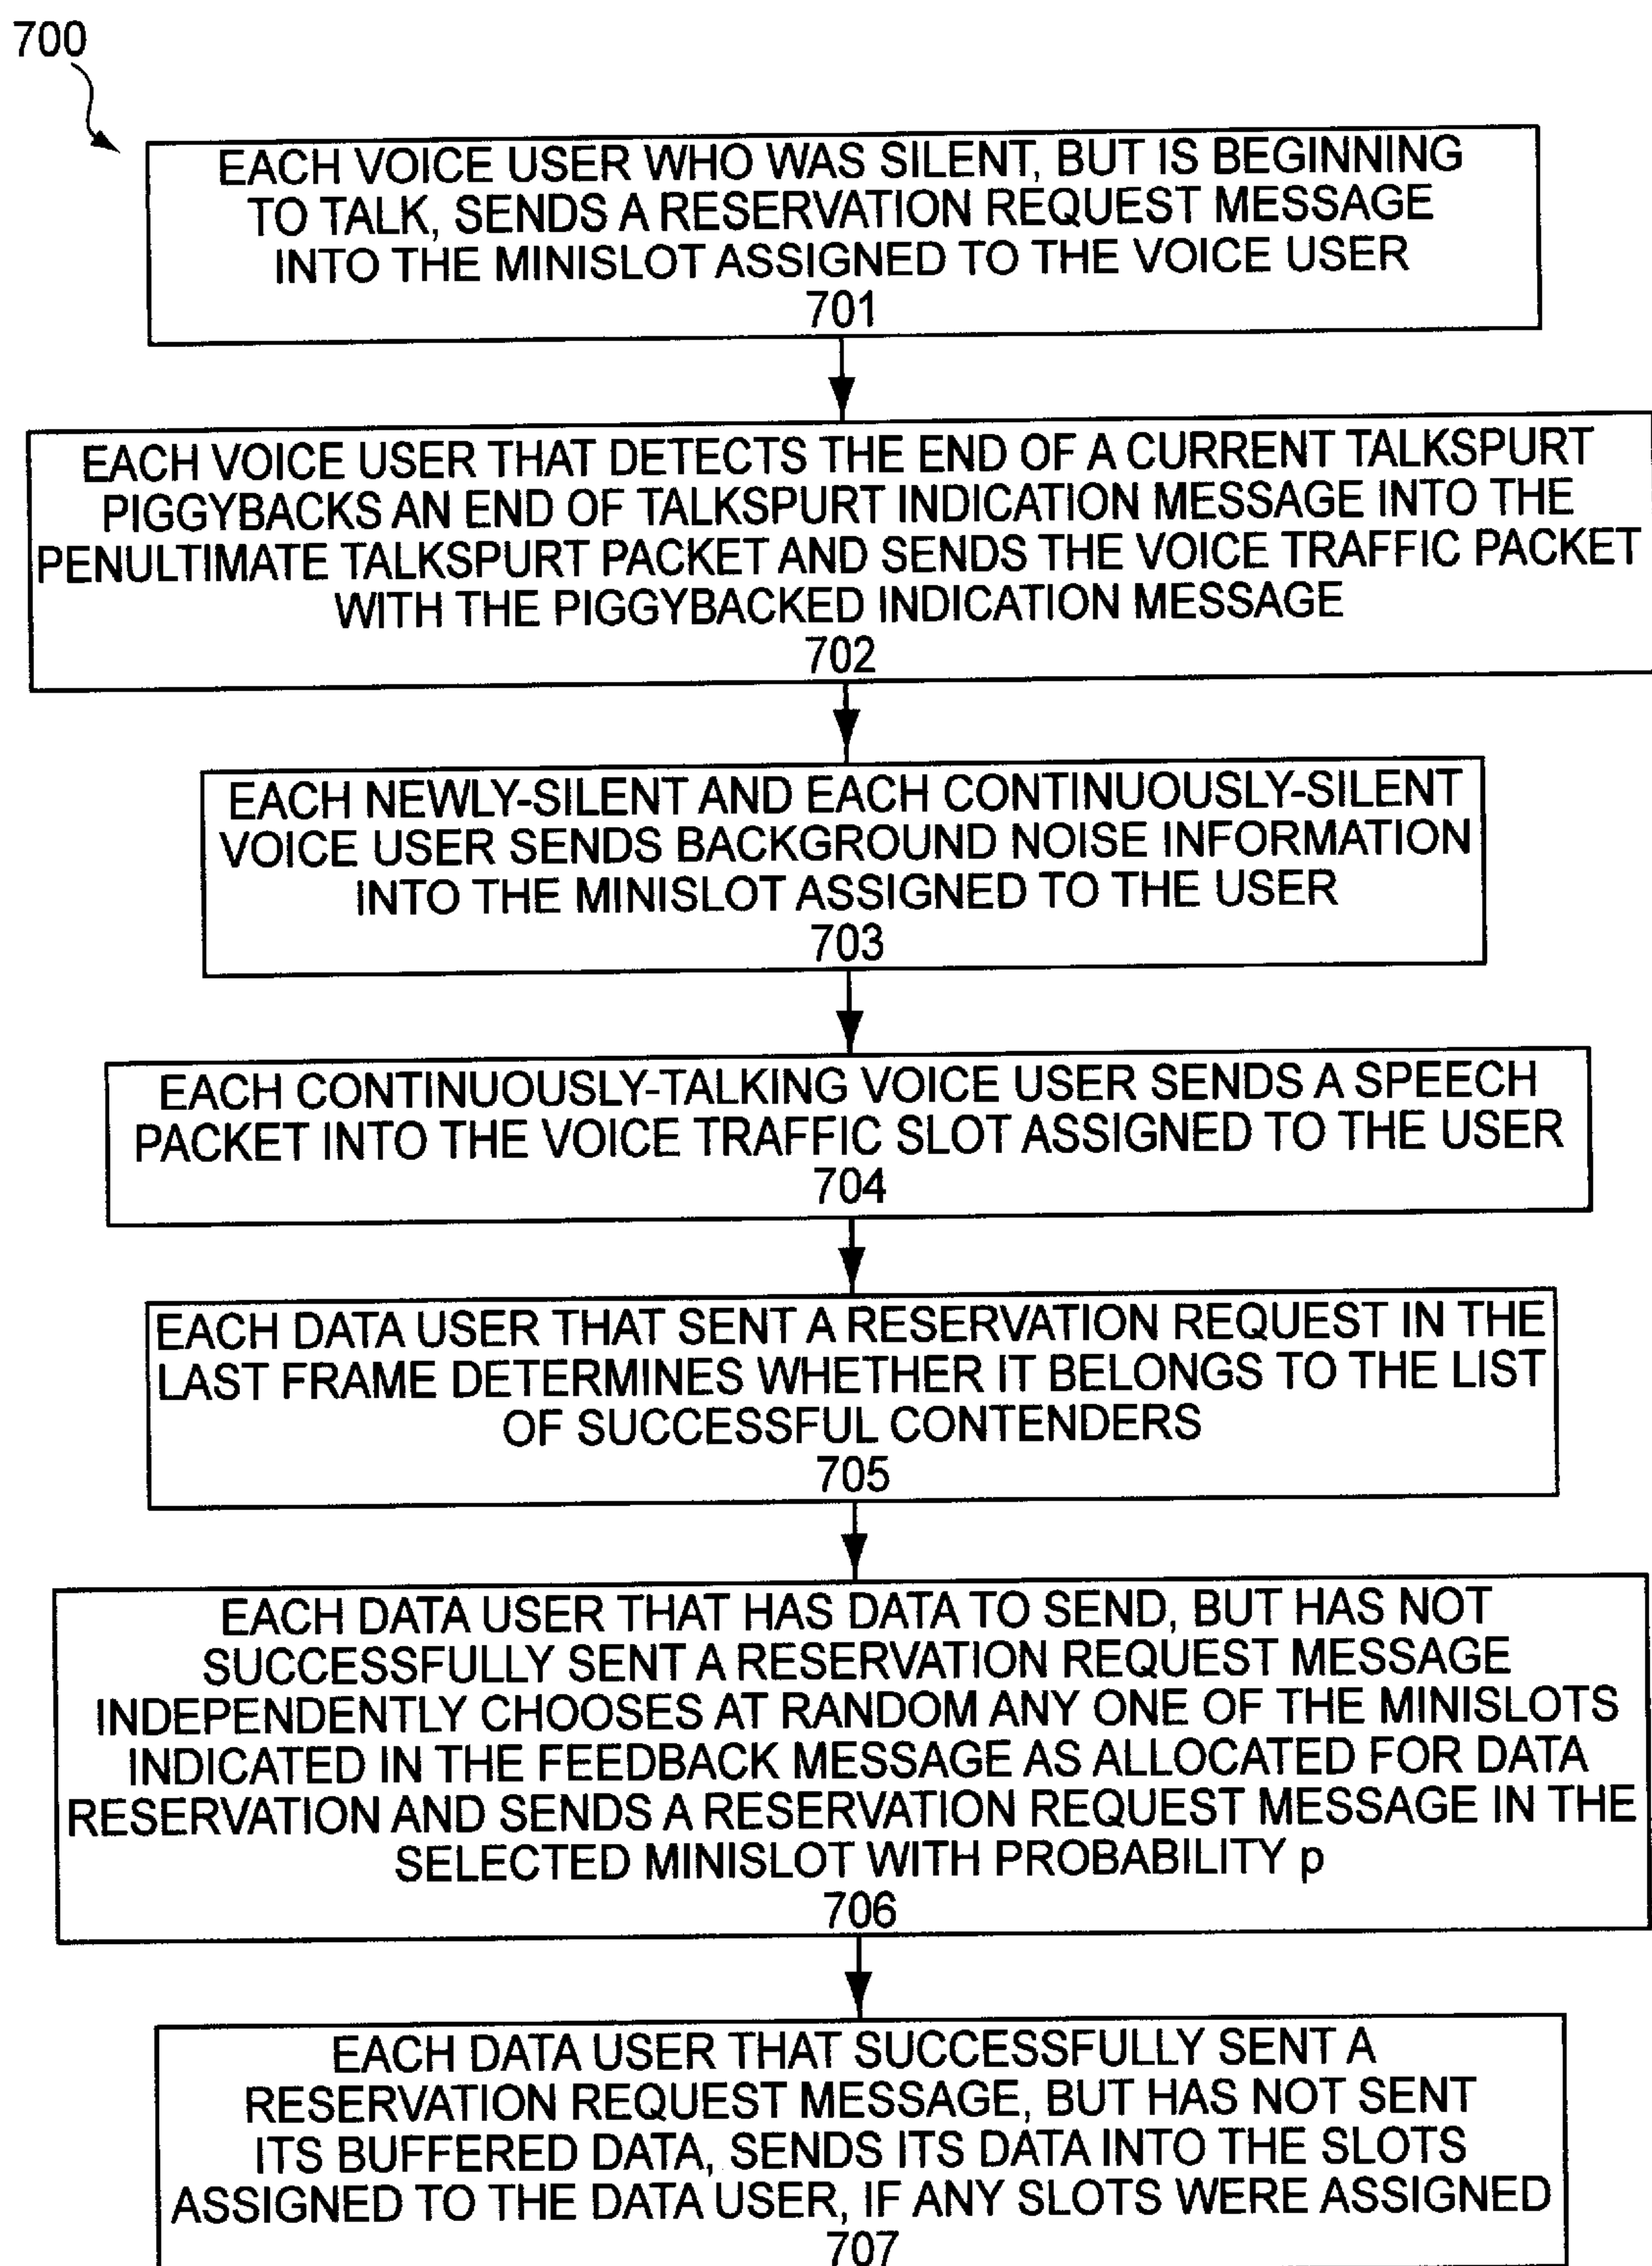 700
EACH VOICE USER WHO WAS SILENT, BUT IS BEGINNING
TO TALK, SENDS A RESERVATION REQUEST MESSAGE
INTO THE MINISLOT ASSIGNED TO THE VOICE USER
701
EACH VOICE USER THAT DETECTS THE END OF A CURRENT TALKSPURT
PIGGYBACKS AN END OF TALKSPURT INDICATION MESSAGE INTO THE
PENULTIMATE TALKSPURT PACKET AND SENDS THE VOICE TRAFFIC PACKET
WITH THE PIGGYBACKED INDICATION MESSAGE
702
EACH NEWLY-SILENT AND EACH CONTINUOUSLY-SILENT
VOICE USER SENDS BACKGROUND NOISE INFORMATION
INTO THE MINISLOT ASSIGNED TO THE USER
703
EACH CONTINUOUSLY-TALKING VOICE USER SENDS A SPEECH
PACKET INTO THE VOICE TRAFFIC SLOT ASSIGNED TO THE USER
704
EACH DATA USER THAT SENT A RESERVATION REQUEST IN THE
LAST FRAME DETERMINES WHETHER IT BELONGS TO THE LIST
OF SUCCESSFUL CONTENDERS
705
EACH DATA USER THAT HAS DATA TO SEND, BUT HAS NOT
SUCCESSFULLY SENT A RESERVATION REQUEST MESSAGE
INDEPENDENTLY CHOOSES AT RANDOM ANY ONE OF THE MINISLOTS
INDICATED IN THE FEEDBACK MESSAGE AS ALLOCATED FOR DATA
RESERVATION AND SENDS A RESERVATION REQUEST MESSAGE IN THE
SELECTED MINISLOT WITH PROBABILITY p
706
EACH DATA USER THAT SUCCESSFULLY SENT A
RESERVATION REQUEST MESSAGE, BUT HAS NOT SENT
ITS BUFFERED DATA, SENDS ITS DATA INTO THE SLOTS
ASSIGNED TO THE DATA USER, IF ANY SLOTS WERE ASSIGNED
707